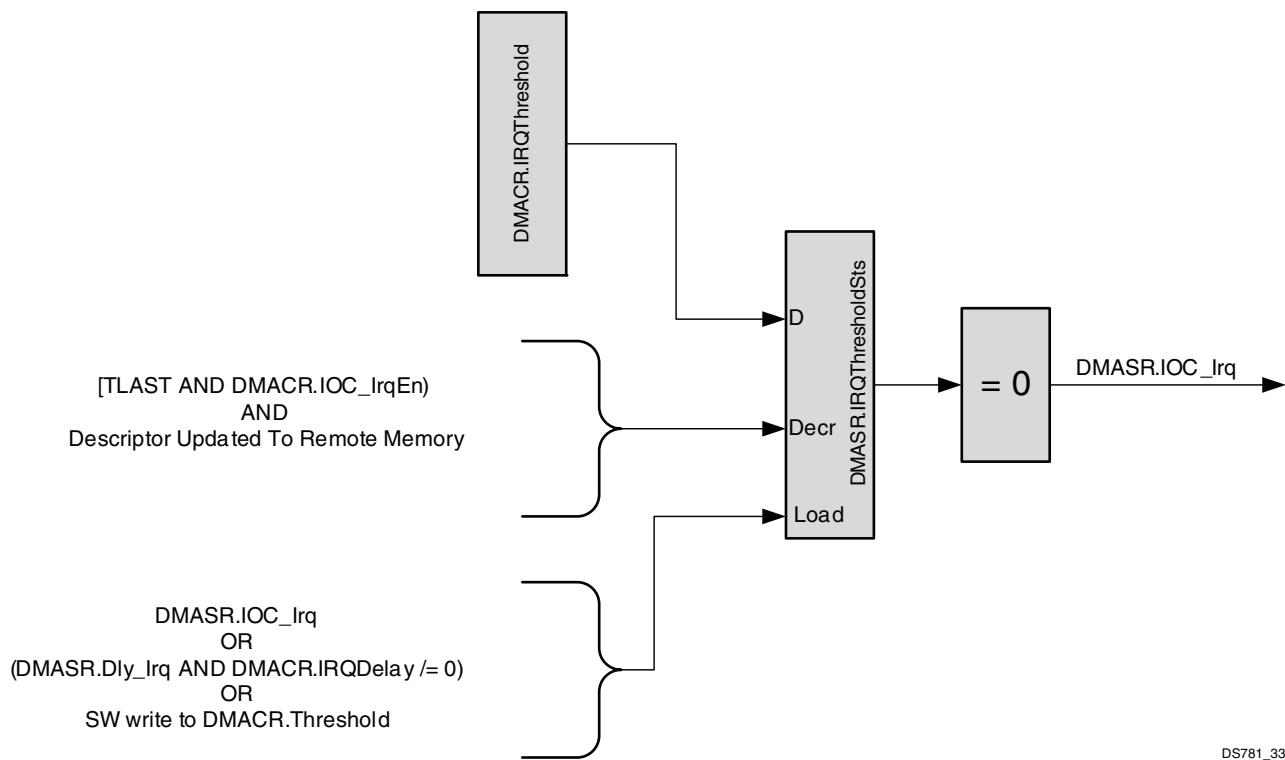 DMACR.IRQThreshold
D
DMASR.IRQThresholdSts
= 0
DMASR.IOC_Irq
[TLAST AND DMACR.IOC_IrqEn)
AND
Descriptor Updated To Remote Memory
Decr
Load
DMASR.IOC_Irq
OR
(DMASR.Dly_Irq AND DMACR.IRQDelay /= 0)
OR
SW write to DMACR.Threshold
DS781_33